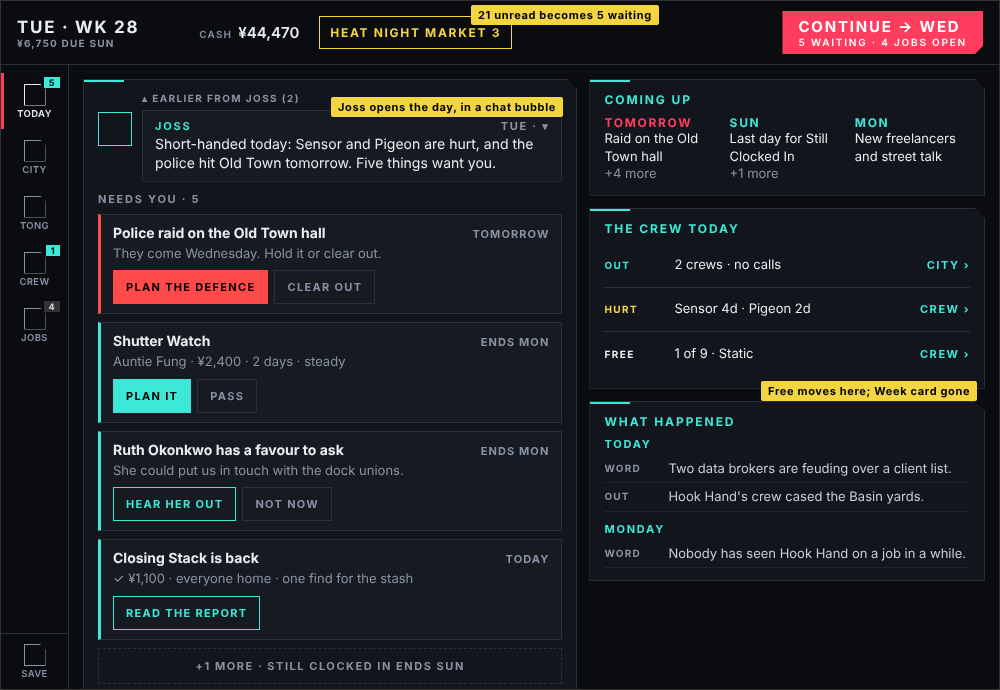 TUE · WK 28
¥6,750 DUE SUN
CASH ¥44,470
HEAT NIGHT MARKET 3
21 unread becomes 5 waiting
CONTINUE → WED
5 WAITING · 4 JOBS OPEN
5
TODAY
CITY
TONG
1
CREW
4
JOBS
SAVE
▴ EARLIER FROM JOSS (2)
Joss opens the day, in a chat bubble
JOSS
TUE · ▾
Short-handed today: Sensor and Pigeon are hurt, and the
police hit Old Town tomorrow. Five things want you.
NEEDS YOU · 5
Police raid on the Old Town hall
TOMORROW
They come Wednesday. Hold it or clear out.
PLAN THE DEFENCE
CLEAR OUT
Shutter Watch
ENDS MON
Auntie Fung · ¥2,400 · 2 days · steady
PLAN IT
PASS
Ruth Okonkwo has a favour to ask
ENDS MON
She could put us in touch with the dock unions.
HEAR HER OUT
NOT NOW
Closing Stack is back
TODAY
✓ ¥1,100 · everyone home · one find for the stash
READ THE REPORT
+1 MORE · STILL CLOCKED IN ENDS SUN
COMING UP
TOMORROW
Raid on the Old
Town hall
+4 more
SUN
Last day for Still
Clocked In
+1 more
MON
New freelancers
and street talk
THE CREW TODAY
OUT
2 crews · no calls
CITY ›
HURT
Sensor 4d · Pigeon 2d
CREW ›
FREE
1 of 9 · Static
CREW ›
Free moves here; Week card gone
WHAT HAPPENED
TODAY
WORD
Two data brokers are feuding over a client list.
OUT
Hook Hand's crew cased the Basin yards.
MONDAY
WORD
Nobody has seen Hook Hand on a job in a while.